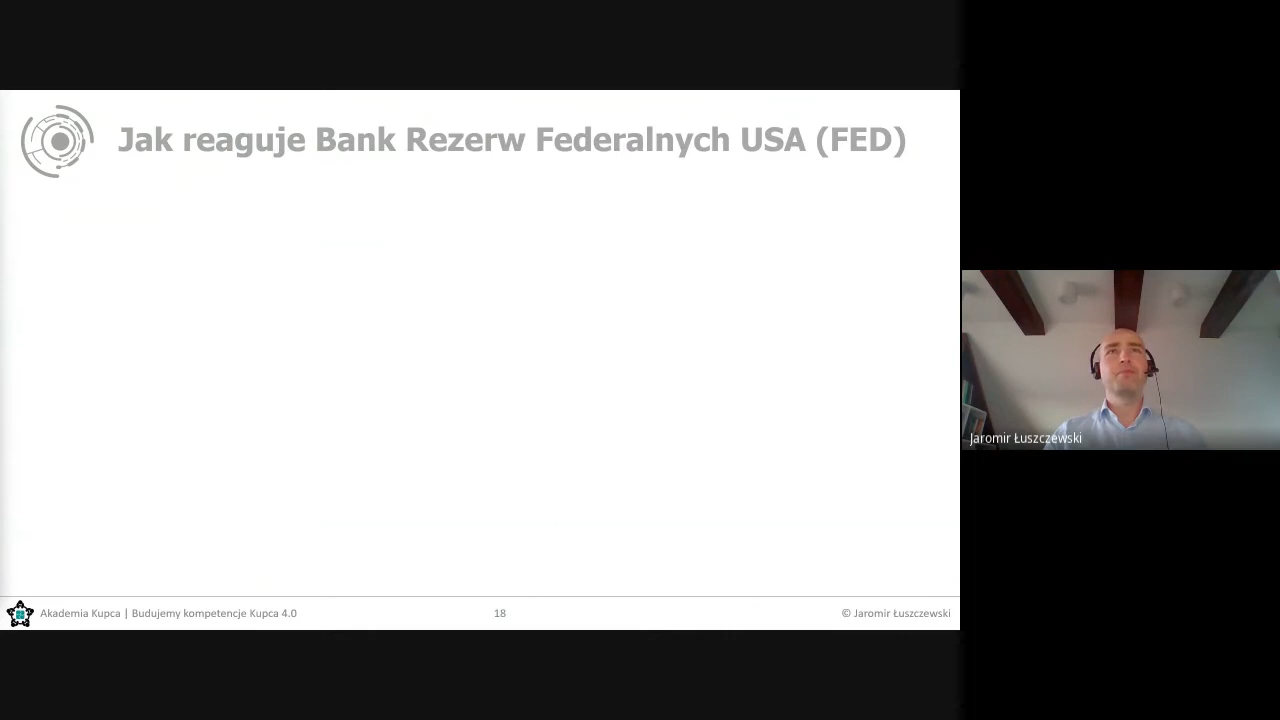 Jak reaguje Bank Rezerw Federalnych USA (FED)
Jaromir Łuszczewski
Akademia Kupca | Budujemy kompetencje Kupca 4.0
18
© Jaromir Łuszczewski